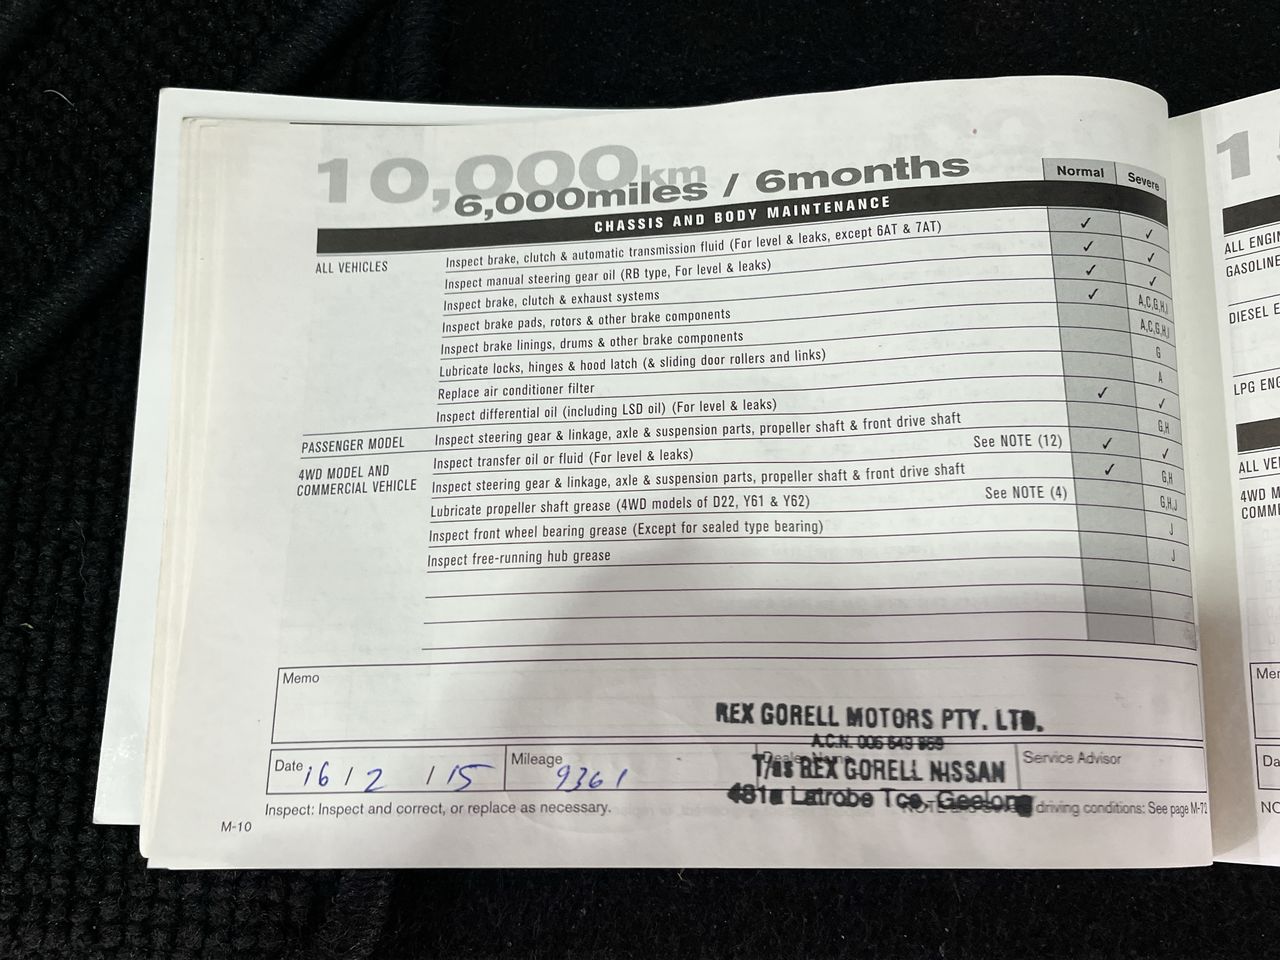 10,000km
6,000miles / 6months
Normal Severe
CHASSIS AND BODY MAINTENANCE
ALL VEHICLES Inspect brake, clutch & automatic transmission fluid (For level & leaks, except 6AT & 7AT) ✓ ✓
Inspect manual steering gear oil (RB type, For level & leaks) ✓ ✓
Inspect brake, clutch & exhaust systems ✓ ✓
Inspect brake pads, rotors & other brake components ✓ A,C,G,H,I
Inspect brake linings, drums & other brake components A,C,G,H,I
Lubricate locks, hinges & hood latch (& sliding door rollers and links) G
Replace air conditioner filter A
Inspect differential oil (including LSD oil) (For level & leaks) ✓ ✓
PASSENGER MODEL Inspect steering gear & linkage, axle & suspension parts, propeller shaft & front drive shaft G,H
4WD MODEL AND Inspect transfer oil or fluid (For level & leaks) See NOTE (12) ✓ ✓
COMMERCIAL VEHICLE Inspect steering gear & linkage, axle & suspension parts, propeller shaft & front drive shaft ✓ G,H
Lubricate propeller shaft grease (4WD models of D22, Y61 & Y62) See NOTE (4) G,H,J
Inspect front wheel bearing grease (Except for sealed type bearing) J
Inspect free-running hub grease J
Memo
REX GORELL MOTORS PTY. LTD.
A.C.N. 006 549 869
T/as REX GORELL NISSAN
481a Latrobe Tce, Geelong
Date 16 / 2 / 15
Mileage 9361
Dealer Name
Service Advisor
Inspect: Inspect and correct, or replace as necessary.
driving conditions: See page M-72
M-10
1
ALL ENGIN
GASOLINE
DIESEL E
LPG ENG
ALL VE
4WD M
COMM
Mer
Da
NO